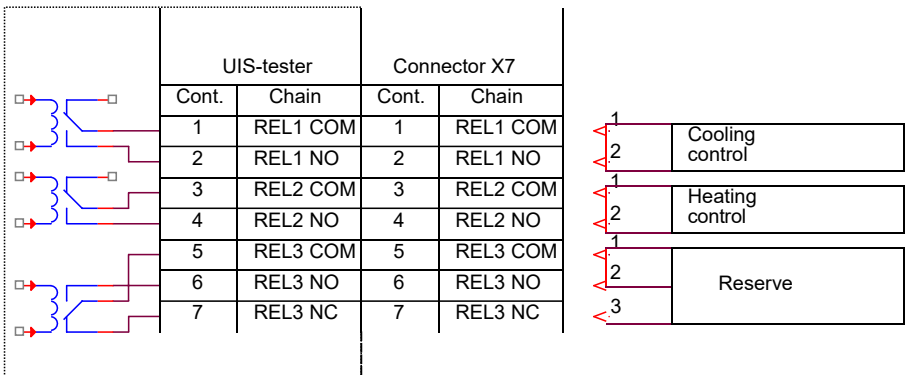 UIS-tester Connector X7
Cont. Chain Cont. Chain
1 REL1 COM 1 REL1 COM
2 REL1 NO 2 REL1 NO
3 REL2 COM 3 REL2 COM
4 REL2 NO 4 REL2 NO
5 REL3 COM 5 REL3 COM
6 REL3 NO 6 REL3 NO
7 REL3 NC 7 REL3 NC
1
2
Cooling
control
1
2
Heating
control
1
2
3
Reserve